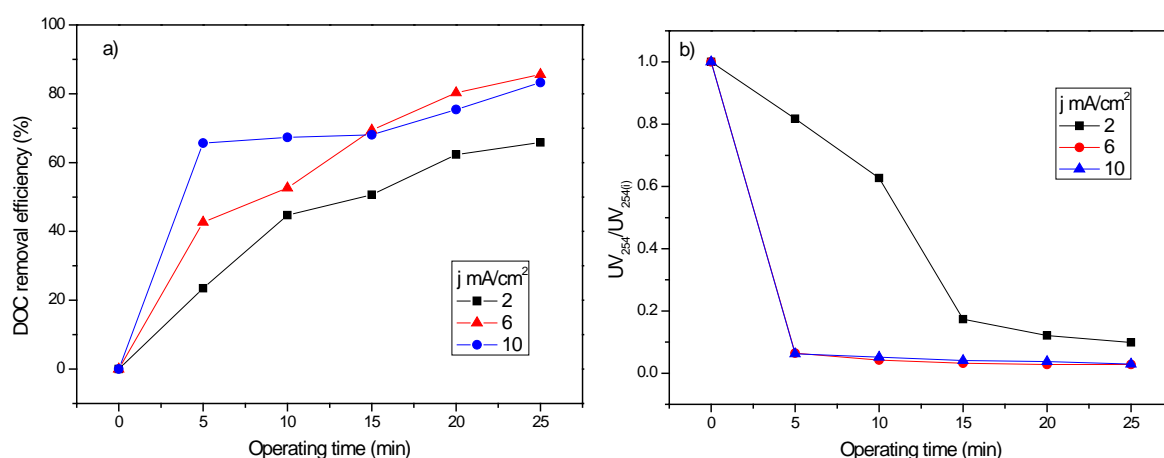 a)
DOC removal efficiency (%)
100
80
60
40
20
0
j mA/cm²
2
6
10
0 5 10 15 20 25
Operating time (min)
b)
UV₂₅₄/UV₂₅₄₍ᵢ₎
1.0
0.8
0.6
0.4
0.2
0.0
j mA/cm²
2
6
10
0 5 10 15 20 25
Operating time (min)